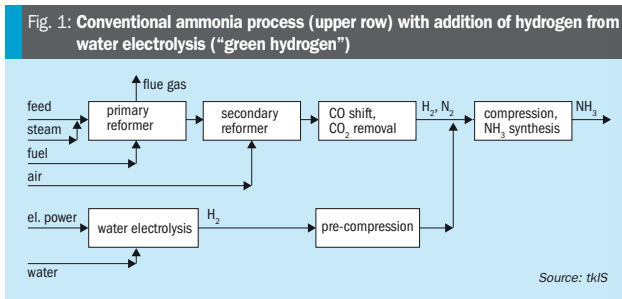 Fig. 1: Conventional ammonia process (upper row) with addition of hydrogen from
water electrolysis (“green hydrogen”)
flue gas
feed
steam
fuel
air
primary
reformer
secondary
reformer
CO shift,
CO₂ removal
H₂, N₂
compression,
NH₃ synthesis
NH₃
el. power
water electrolysis
H₂
pre-compression
water
Source: tkIS